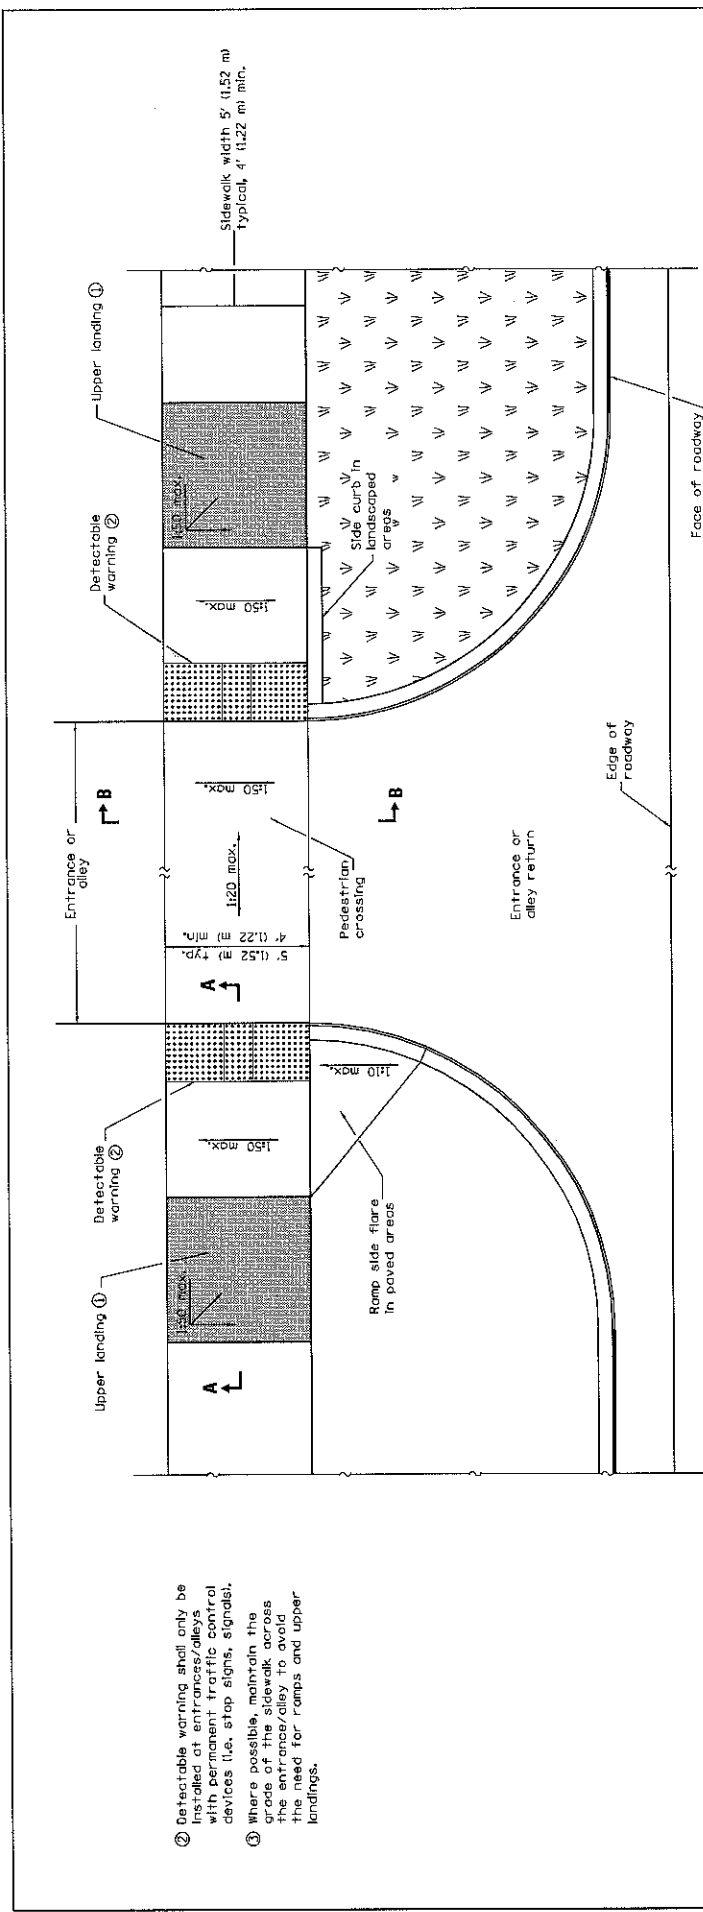 Sidewalk width 5' (1.52 m)
typical, 4' (1.22 m) min.
Upper landing ①
Detectable
warning ②
1:50 max.
1:50 max.
Side curb in
landscaped
areas
Face of roadway
Entrance or
alley
B
1:50 max.
B
Edge of
roadway
1:20 max.
Pedestrian
crossing
Entrance or
alley return
5' (1.52 m) typ.
4' (1.22 m) min.
A
1:10
max.
Detectable
warning ②
1:50 max.
Ramp side flare
in paved areas
Upper landing ①
1:50 max.
A
② Detectable warning shall only be
installed at entrances/alleys
with permanent traffic control
devices (i.e. stop signs, signals).
③ Where possible, maintain the
grade of the sidewalk across
the entrance/alley to avoid
the need for ramps and upper
landings.